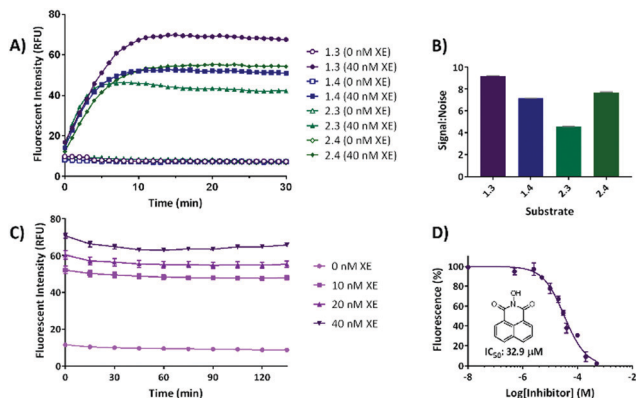 A)
Fluorescent Intensity (RFU)
80
60
40
20
0
0 10 20 30
Time (min)
1.3 (0 nM XE)
1.3 (40 nM XE)
1.4 (0 nM XE)
1.4 (40 nM XE)
2.3 (0 nM XE)
2.3 (40 nM XE)
2.4 (0 nM XE)
2.4 (40 nM XE)
B)
Signal:Noise
10
8
6
4
2
0
1.3 1.4 2.3 2.4
Substrate
C)
Fluorescent Intensity (RFU)
80
60
40
20
0
0 30 60 90 120
Time (min)
0 nM XE
10 nM XE
20 nM XE
40 nM XE
D)
Fluorescence (%)
100
80
60
40
20
0
OH
O N O
IC50: 32.9 µM
-8 -6 -4 -2
Log[Inhibitor] (M)